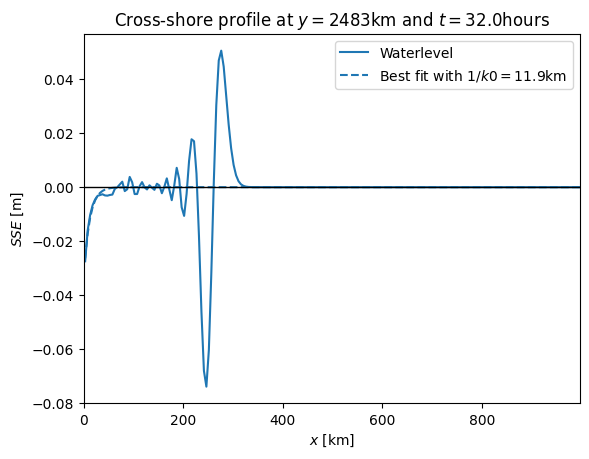 Cross-shore profile at y = 2483km and t = 32.0hours
Waterlevel
Best fit with 1/k0 = 11.9km
0.04
0.02
0.00
−0.02
−0.04
−0.06
−0.08
SSE [m]
0 200 400 600 800
x [km]